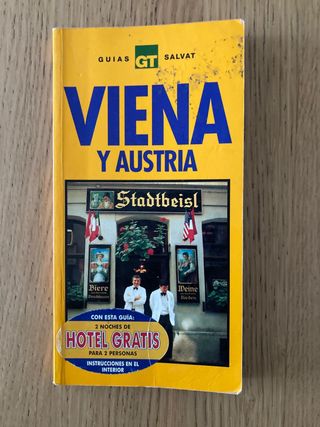 GUIAS GT SALVAT
VIENA
Y AUSTRIA
Stadtbeisl
Biere
Weine
CON ESTA GUÍA:
2 NOCHES DE
HOTEL GRATIS
PARA 2 PERSONAS
INSTRUCCIONES EN EL
INTERIOR